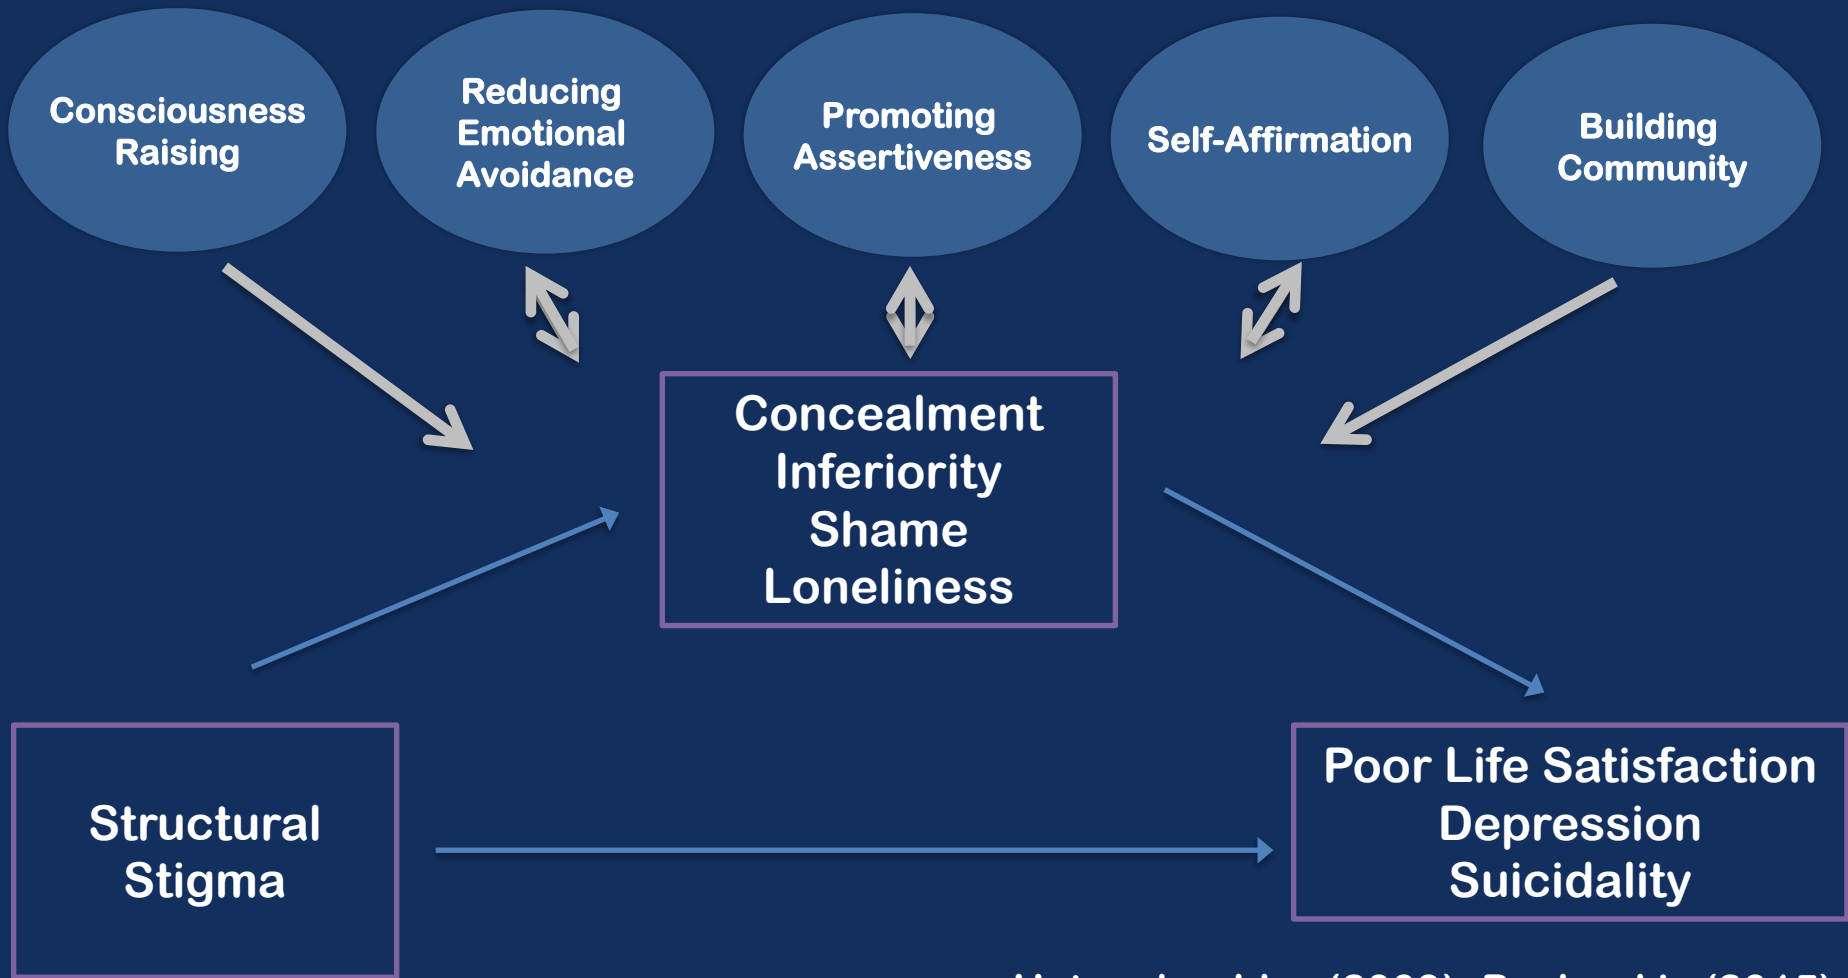 Consciousness
Raising
Reducing
Emotional
Avoidance
Promoting
Assertiveness
Self-Affirmation
Building
Community
Concealment
Inferiority
Shame
Loneliness
Structural
Stigma
Poor Life Satisfaction
Depression
Suicidality